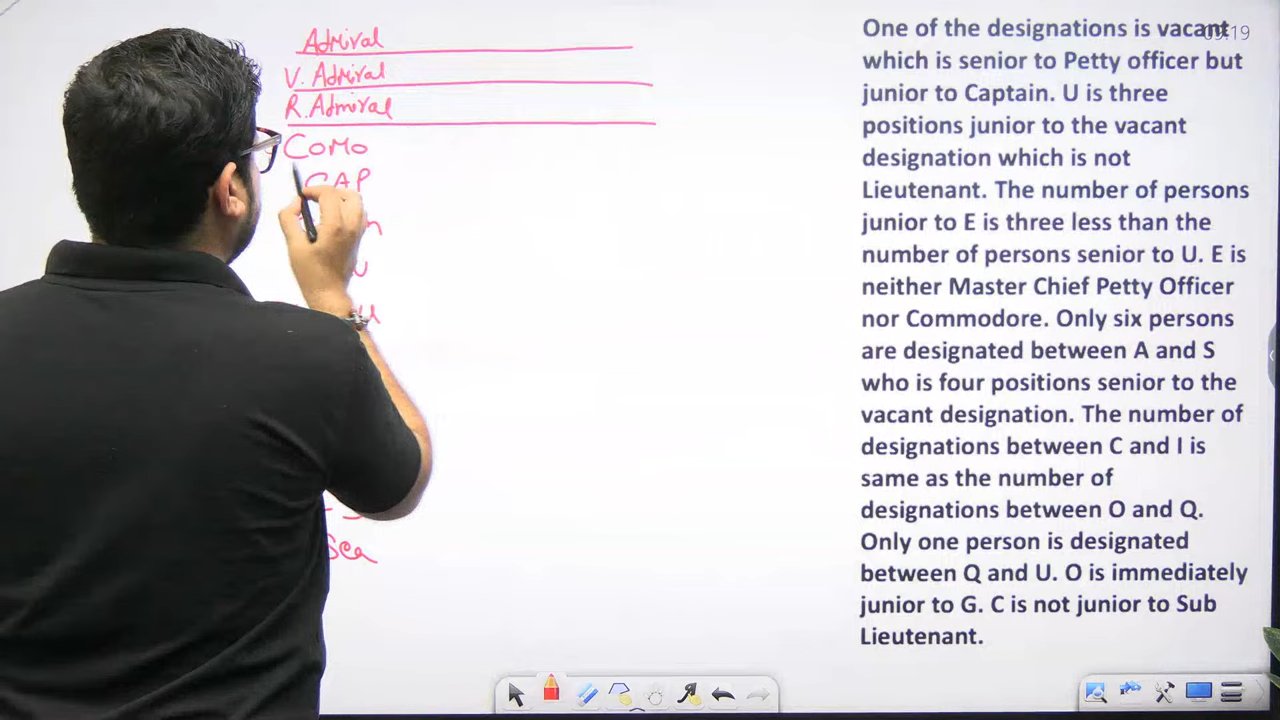 Admiral
V. Admiral
R. Admiral
COMO
CAP
Sea
09:19
One of the designations is vacant
which is senior to Petty officer but
junior to Captain. U is three
positions junior to the vacant
designation which is not
Lieutenant. The number of persons
junior to E is three less than the
number of persons senior to U. E is
neither Master Chief Petty Officer
nor Commodore. Only six persons
are designated between A and S
who is four positions senior to the
vacant designation. The number of
designations between C and I is
same as the number of
designations between O and Q.
Only one person is designated
between Q and U. O is immediately
junior to G. C is not junior to Sub
Lieutenant.